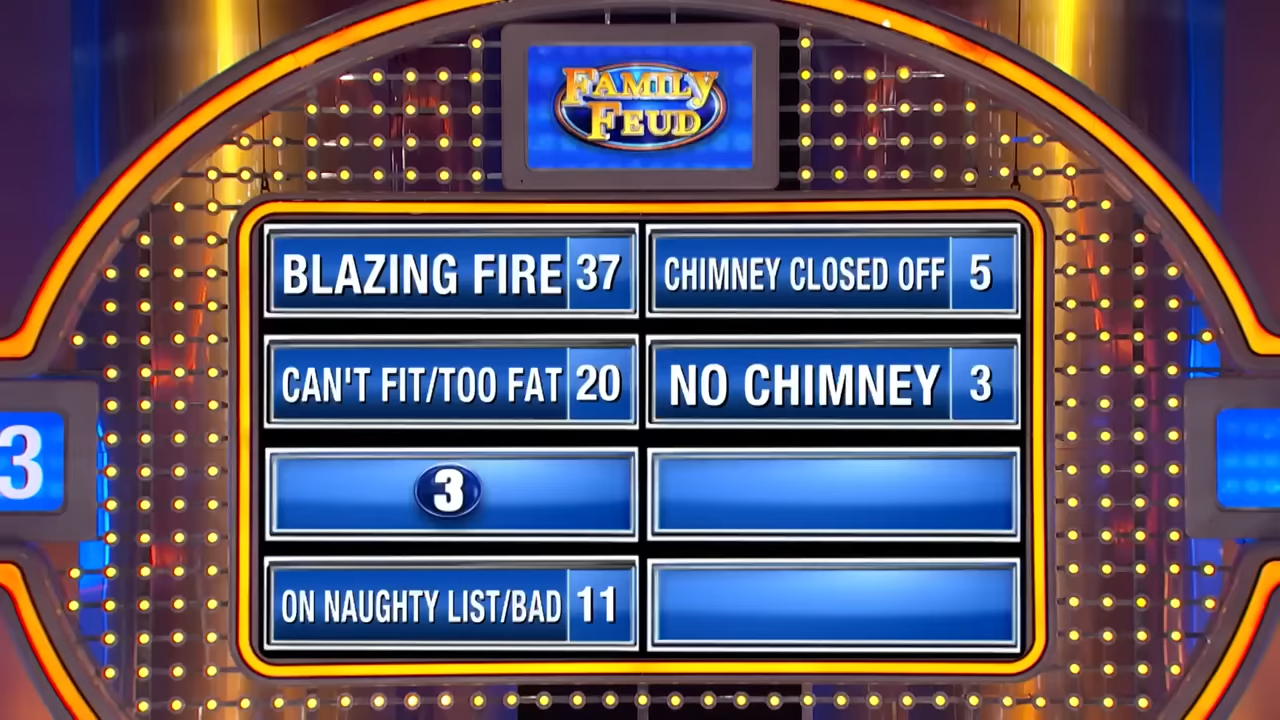 FAMILY
FEUD
BLAZING FIRE 37
CHIMNEY CLOSED OFF 5
CAN'T FIT/TOO FAT 20
NO CHIMNEY 3
3
3
ON NAUGHTY LIST/BAD 11